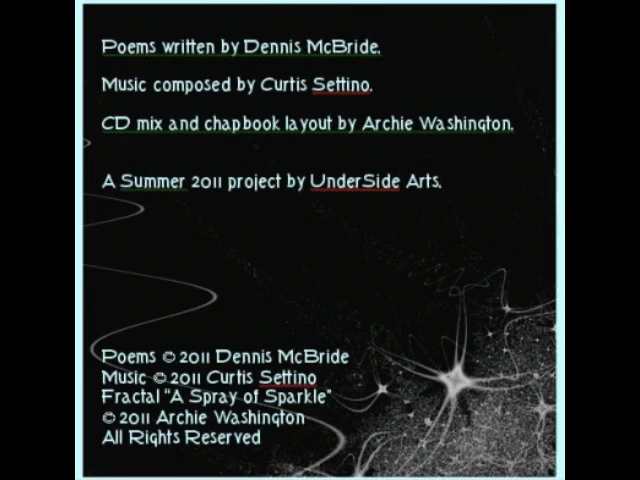 Poems written by Dennis McBride.
Music composed by Curtis Settino.
CD mix and chapbook layout by Archie Washington.
A Summer 2011 project by UnderSide Arts.
Poems © 2011 Dennis McBride
Music © 2011 Curtis Settino
Fractal "A Spray of Sparkle"
© 2011 Archie Washington
All Rights Reserved